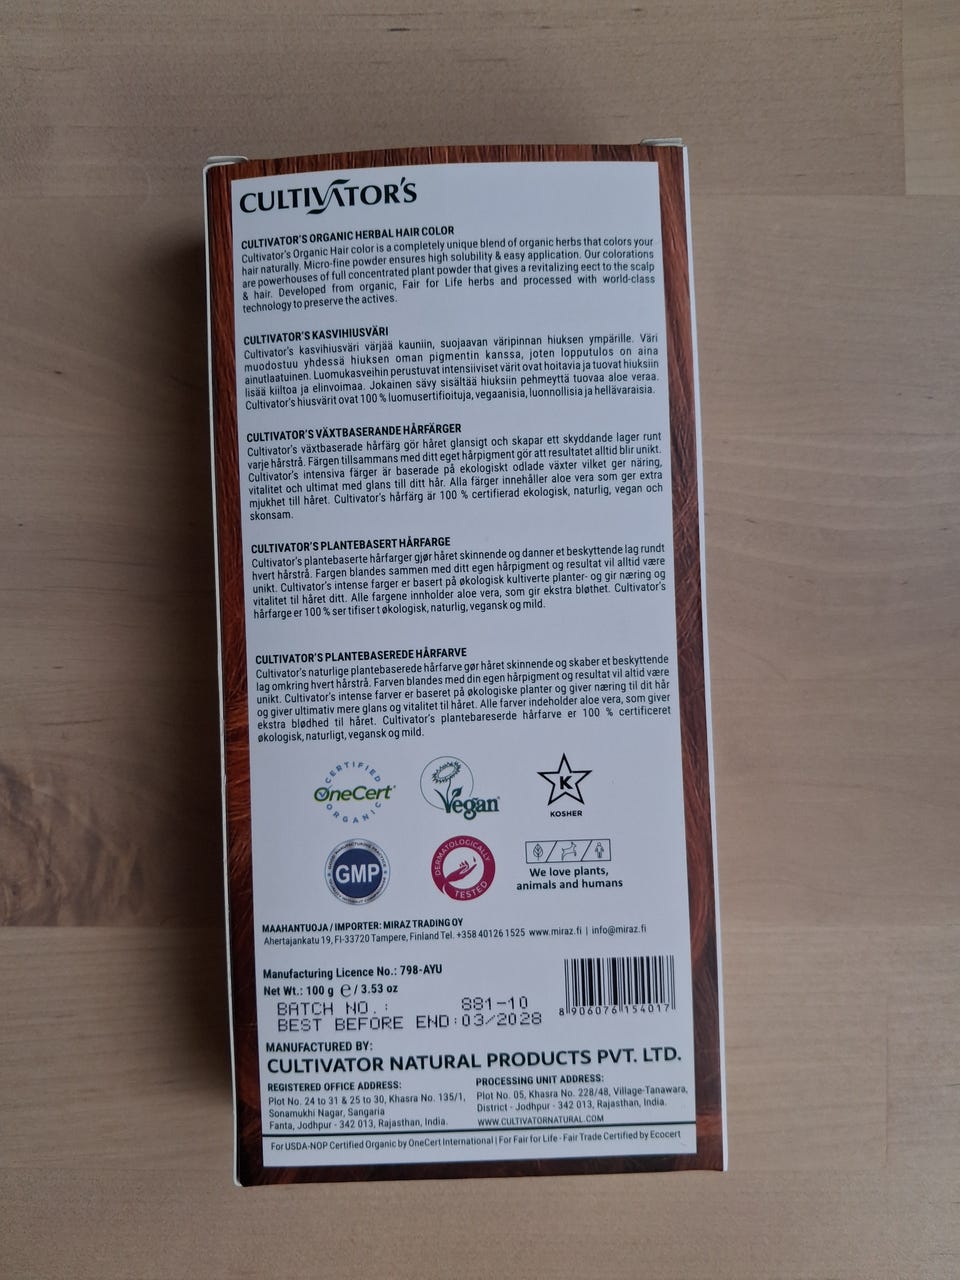 CULTIVATOR'S
CULTIVATOR'S ORGANIC HERBAL HAIR COLOR
Cultivator's Organic Hair color is a completely unique blend of organic herbs that colors your
hair naturally. Micro-fine powder ensures high solubility & easy application. Our colorations
are powerhouses of full concentrated plant powder that gives a revitalizing eect to the scalp
& hair. Developed from organic, Fair for Life herbs and processed with world-class
technology to preserve the actives.
CULTIVATOR'S KASVIHIUSVÄRI
Cultivator's kasvihiusväri värjää kauniin, suojaavan väripinnan hiuksen ympärille. Väri
muodostuu yhdessä hiuksen oman pigmentin kanssa, joten lopputulos on aina
ainutlaatuinen. Luomukasveihin perustuvat intensiiviset värit ovat hoitavia ja tuovat hiuksiin
lisää kiiltoa ja elinvoimaa. Jokainen sävy sisältää hiuksiin pehmeyttä tuovaa aloe veraa.
Cultivator's hiusvärit ovat 100 % luomusertifioituja, vegaanisia, luonnollisia ja hellävaraisia.
CULTIVATOR'S VÄXTBASERANDE HÅRFÄRGER
Cultivator's växtbaserade hårfärg gör håret glansigt och skapar ett skyddande lager runt
varje hårstrå. Färgen tillsammans med ditt eget hårpigment gör att resultatet alltid blir unikt.
Cultivator's intensiva färger är baserade på ekologiskt odlade växter vilket ger näring,
vitalitet och ultimat med glans till ditt hår. Alla färger innehåller aloe vera som ger extra
mjukhet till håret. Cultivator's hårfärg är 100 % certifierad ekologisk, naturlig, vegan och
skonsam.
CULTIVATOR'S PLANTEBASERT HÅRFARGE
Cultivator's plantebaserte hårfarger gjør håret skinnende og danner et beskyttende lag rundt
hvert hårstrå. Fargen blandes sammen med ditt egen hårpigment og resultat vil alltid være
unikt. Cultivator's intense farger er basert på økologisk kultiverte planter- og gir næring og
vitalitet til håret ditt. Alle fargene innholder aloe vera, som gir ekstra bløthet. Cultivator's
hårfarge er 100 % sertifisert økologisk, naturlig, vegansk og mild.
CULTIVATOR'S PLANTEBASEREDE HÅRFARVE
Cultivator's naturlige plantebaserede hårfarve gør håret skinnende og skaber et beskyttende
lag omkring hvert hårstrå. Farven blandes med din egen hårpigment og resultat vil altid være
unikt. Cultivator's intense farver er baseret på økologiske planter og giver næring til dit hår
og giver ultimativ mere glans og vitalitet til håret. Alle farver indeholder aloe vera, som giver
ekstra blødhed til håret. Cultivator's plantebareserde hårfarve er 100 % certificeret
økologisk, naturligt, vegansk og mild.
CERTIFIED
OneCert
ORGANIC
Vegan
K
KOSHER
GMP
DERMATOLOGICALLY
TESTED
We love plants,
animals and humans
MAAHANTUOJA / IMPORTER: MIRAZ TRADING OY
Ahertajankatu 19, FI-33720 Tampere, Finland Tel. +358 40126 1525 www.miraz.fi | info@miraz.fi
Manufacturing Licence No.: 798-AYU
Net Wt.: 100 g e / 3.53 oz
BATCH NO.: 881-10
BEST BEFORE END:03/2028
8 906076 154017
MANUFACTURED BY:
CULTIVATOR NATURAL PRODUCTS PVT. LTD.
REGISTERED OFFICE ADDRESS:
Plot No. 24 to 31 & 25 to 30, Khasra No. 135/1,
Sonamukhi Nagar, Sangaria
Fanta, Jodhpur - 342 013, Rajasthan, India.
PROCESSING UNIT ADDRESS:
Plot No. 05, Khasra No. 228/48, Village-Tanawara,
District - Jodhpur - 342 013, Rajasthan, India.
WWW.CULTIVATORNATURAL.COM
For USDA-NOP Certified Organic by OneCert International | For Fair for Life - Fair Trade Certified by Ecocert